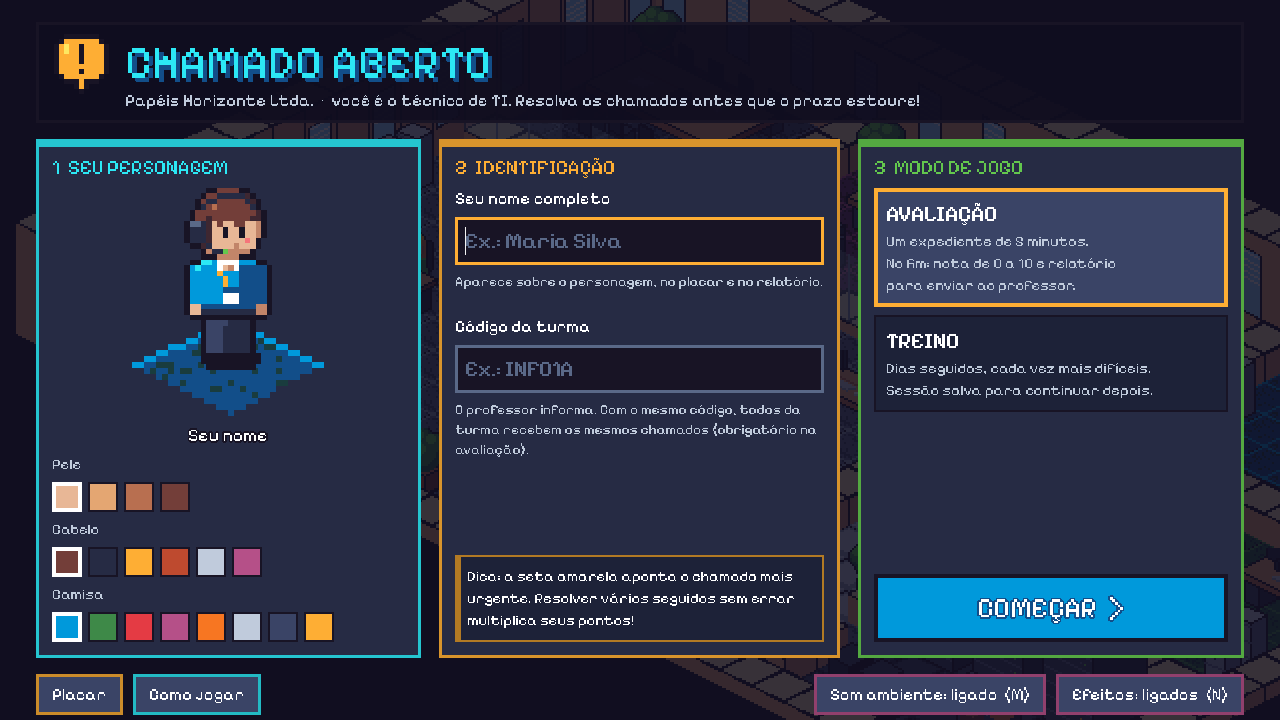 CHAMADO ABERTO
Papéis Horizonte Ltda. · você é o técnico de TI. Resolva os chamados antes que o prazo estoure!
1 SEU PERSONAGEM
Seu nome
Pele
Cabelo
Camisa
2 IDENTIFICAÇÃO
Seu nome completo
Ex.: Maria Silva
Aparece sobre o personagem, no placar e no relatório.
Código da turma
Ex.: INFO1A
O professor informa. Com o mesmo código, todos da
turma recebem os mesmos chamados (obrigatório na
avaliação).
Dica: a seta amarela aponta o chamado mais
urgente. Resolver vários seguidos sem errar
multiplica seus pontos!
3 MODO DE JOGO
AVALIAÇÃO
Um expediente de 8 minutos.
No fim: nota de 0 a 10 e relatório
para enviar ao professor.
TREINO
Dias seguidos, cada vez mais difíceis.
Sessão salva para continuar depois.
COMEÇAR >
Placar
Como jogar
Som ambiente: ligado (M)
Efeitos: ligados (N)